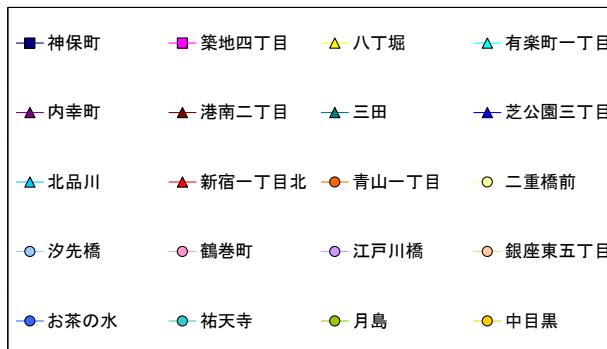 神保町
築地四丁目
八丁堀
有楽町一丁目
内幸町
港南二丁目
三田
芝公園三丁目
北品川
新宿一丁目北
青山一丁目
二重橋前
汐先橋
鶴巻町
江戸川橋
銀座東五丁目
お茶の水
祐天寺
月島
中目黒